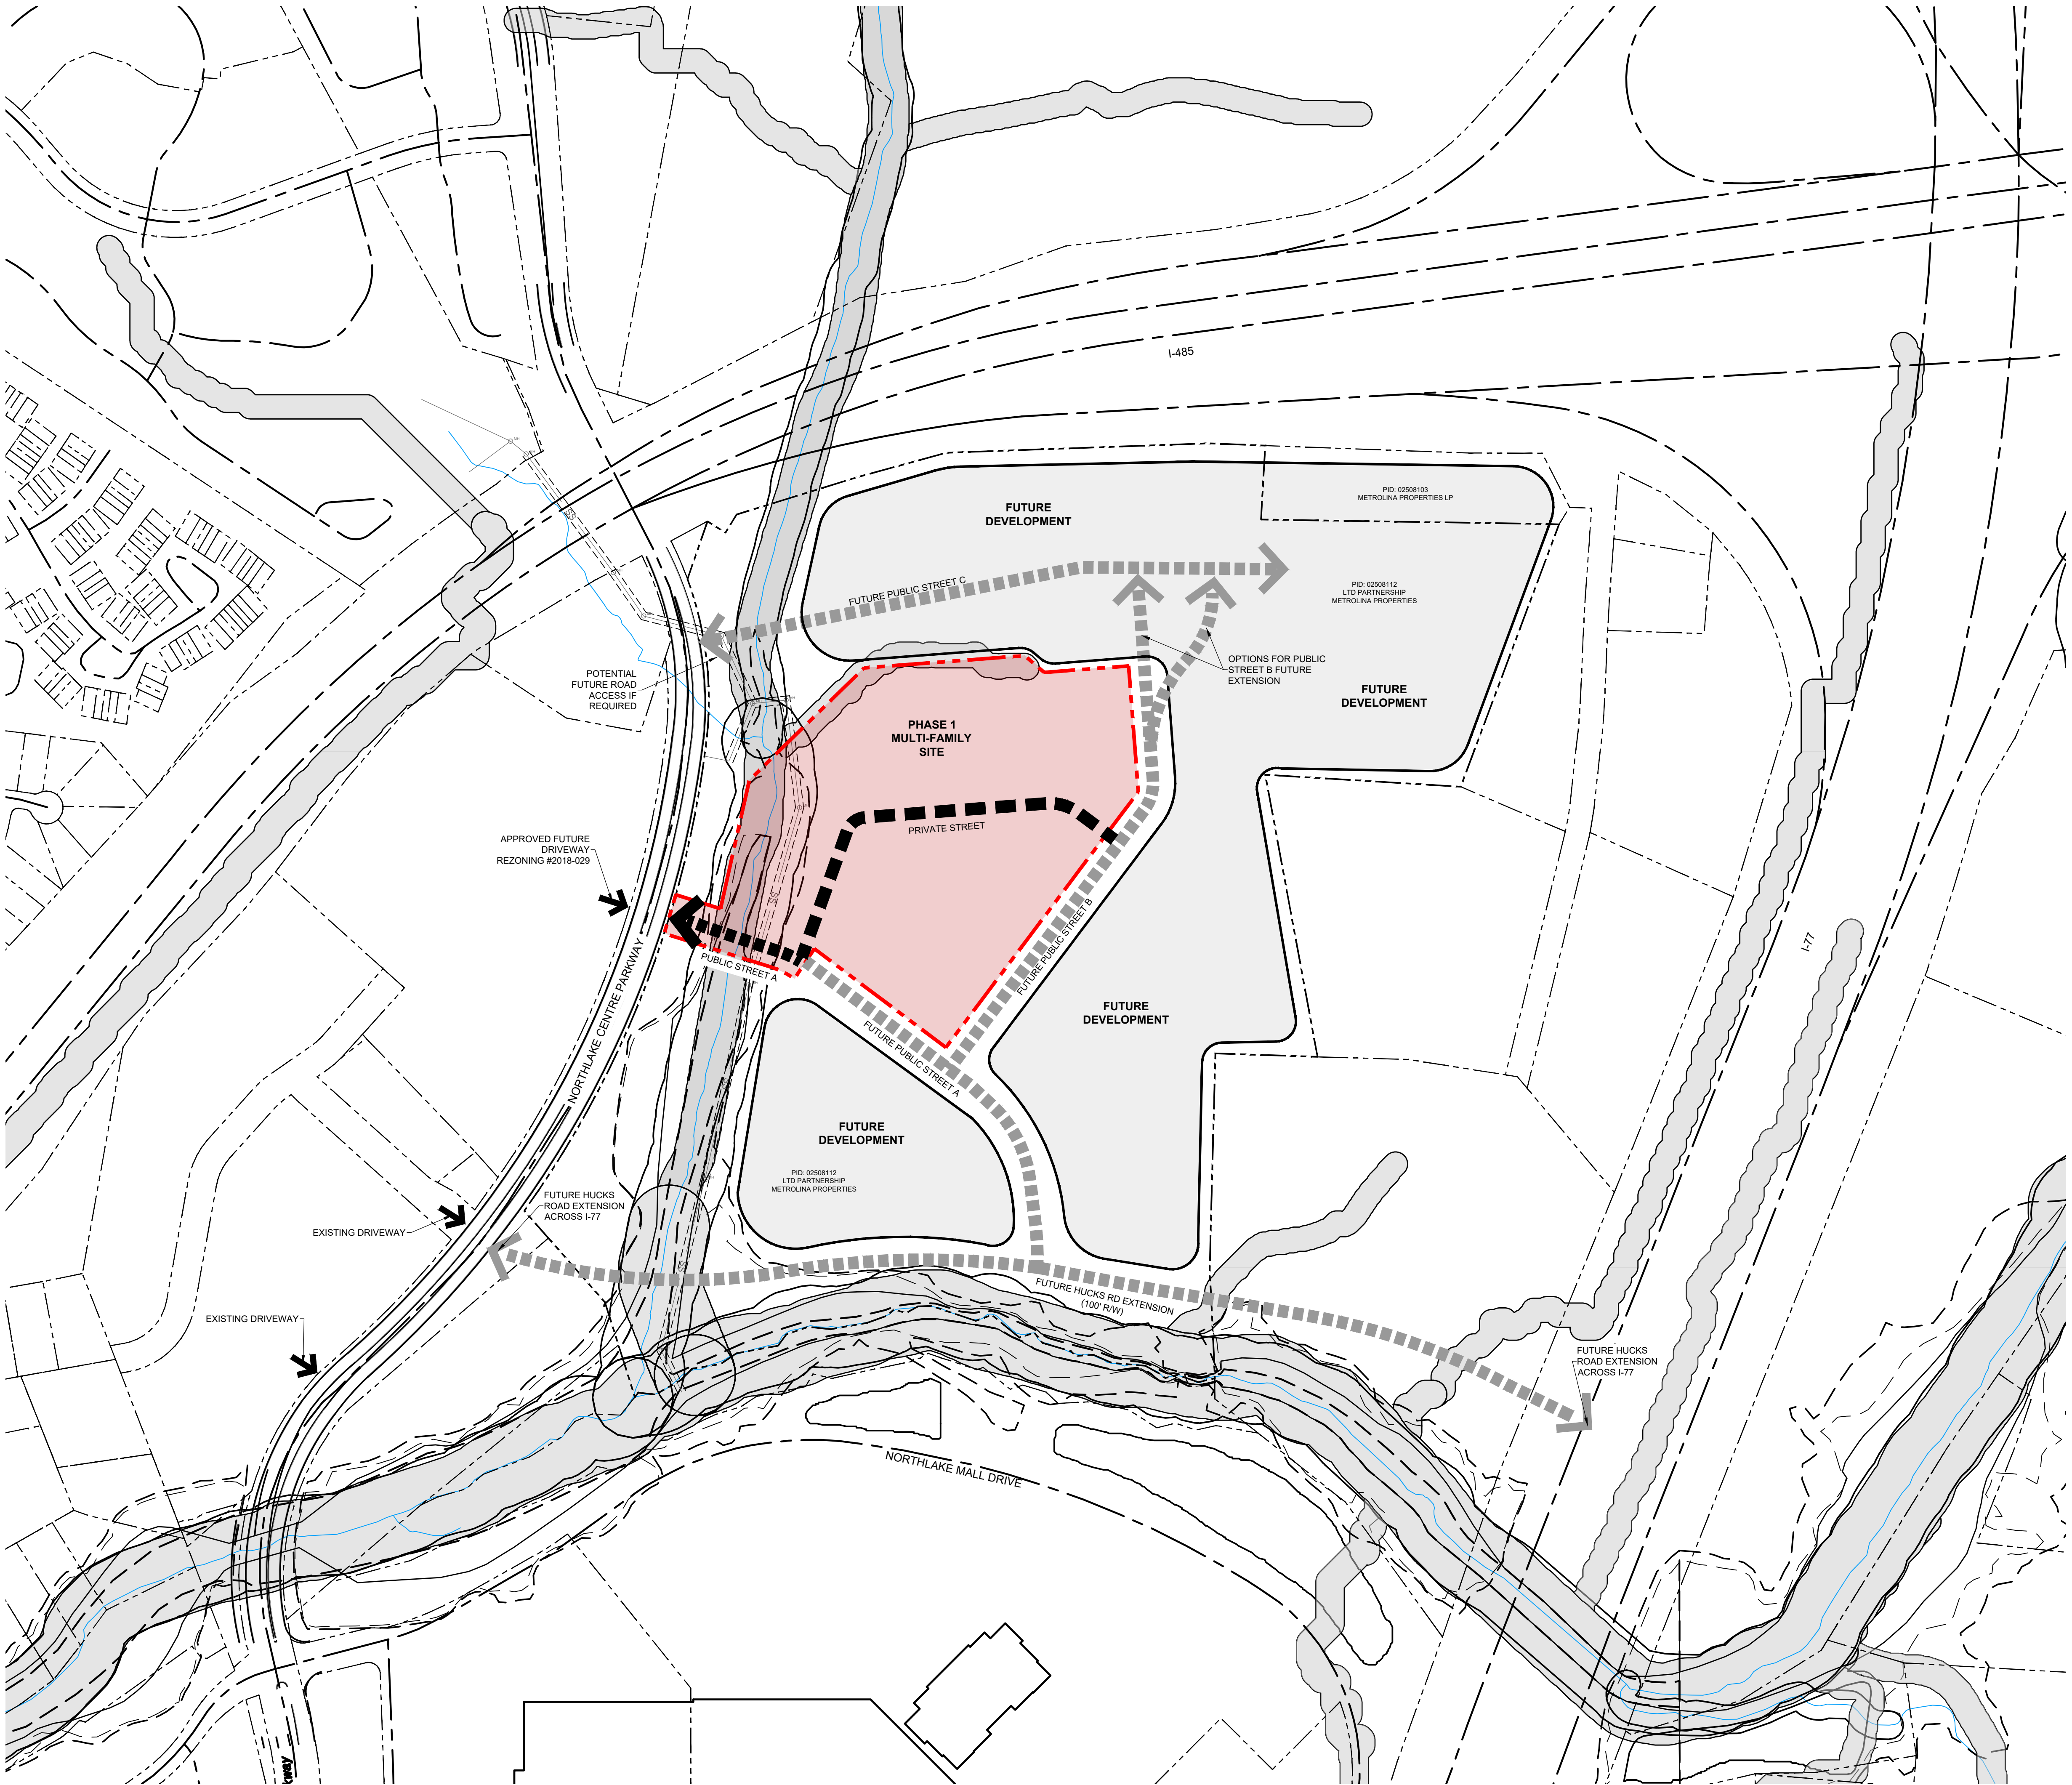 I-485
PID: 02508103
METROLINA PROPERTIES LP
FUTURE
DEVELOPMENT
FUTURE PUBLIC STREET C
PID: 02508112
LTD PARTNERSHIP
METROLINA PROPERTIES
POTENTIAL
FUTURE ROAD
ACCESS IF
REQUIRED
OPTIONS FOR PUBLIC
STREET B FUTURE
EXTENSION
FUTURE
DEVELOPMENT
PHASE 1
MULTI-FAMILY
SITE
PRIVATE STREET
APPROVED FUTURE
DRIVEWAY
REZONING #2018-029
NORTHLAKE CENTRE PARKWAY
PUBLIC STREET A
FUTURE PUBLIC STREET B
I-77
FUTURE
DEVELOPMENT
FUTURE PUBLIC STREET A
FUTURE
DEVELOPMENT
PID: 02508112
LTD PARTNERSHIP
METROLINA PROPERTIES
FUTURE HUCKS
ROAD EXTENSION
ACROSS I-77
EXISTING DRIVEWAY
FUTURE HUCKS RD EXTENSION
(100' R/W)
EXISTING DRIVEWAY
FUTURE HUCKS
ROAD EXTENSION
ACROSS I-77
NORTHLAKE MALL DRIVE
kway